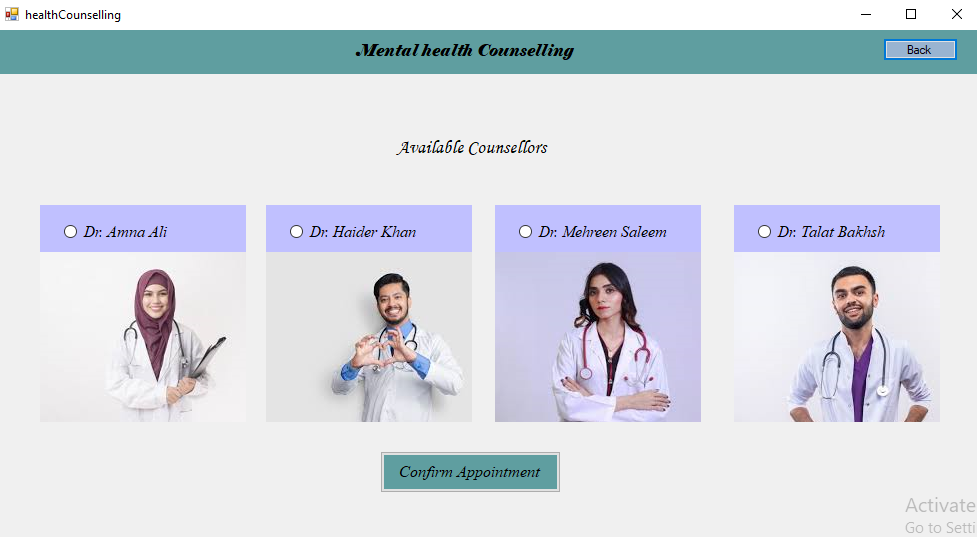 healthCounselling
Mental health Counselling
Back
Available Counsellors
Dr. Amna Ali
Dr. Haider Khan
Dr. Mehreen Saleem
Dr. Talat Bakhsh
Confirm Appointment
Activate
Go to Setti